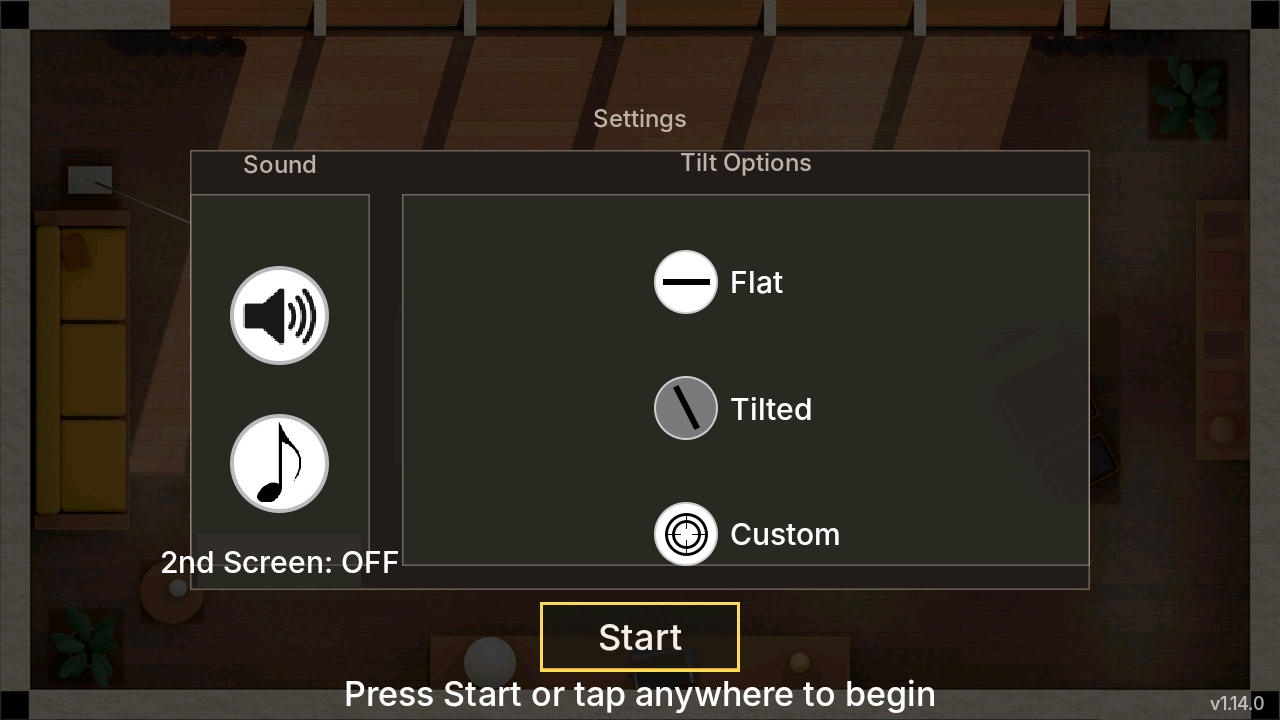 Settings
Sound
Tilt Options
Flat
Tilted
Custom
2nd Screen: OFF
Start
Press Start or tap anywhere to begin
v1.14.0